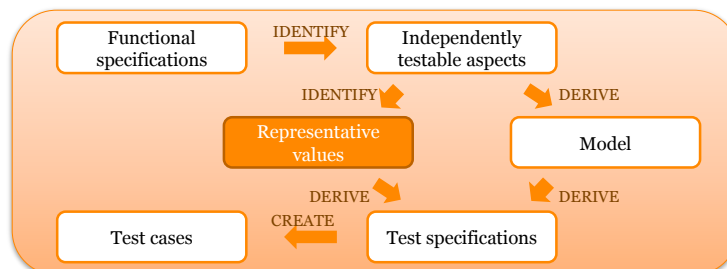 Functional
specifications
IDENTIFY
Independently
testable aspects
IDENTIFY
DERIVE
Representative
values
Model
DERIVE
DERIVE
CREATE
Test cases
Test specifications